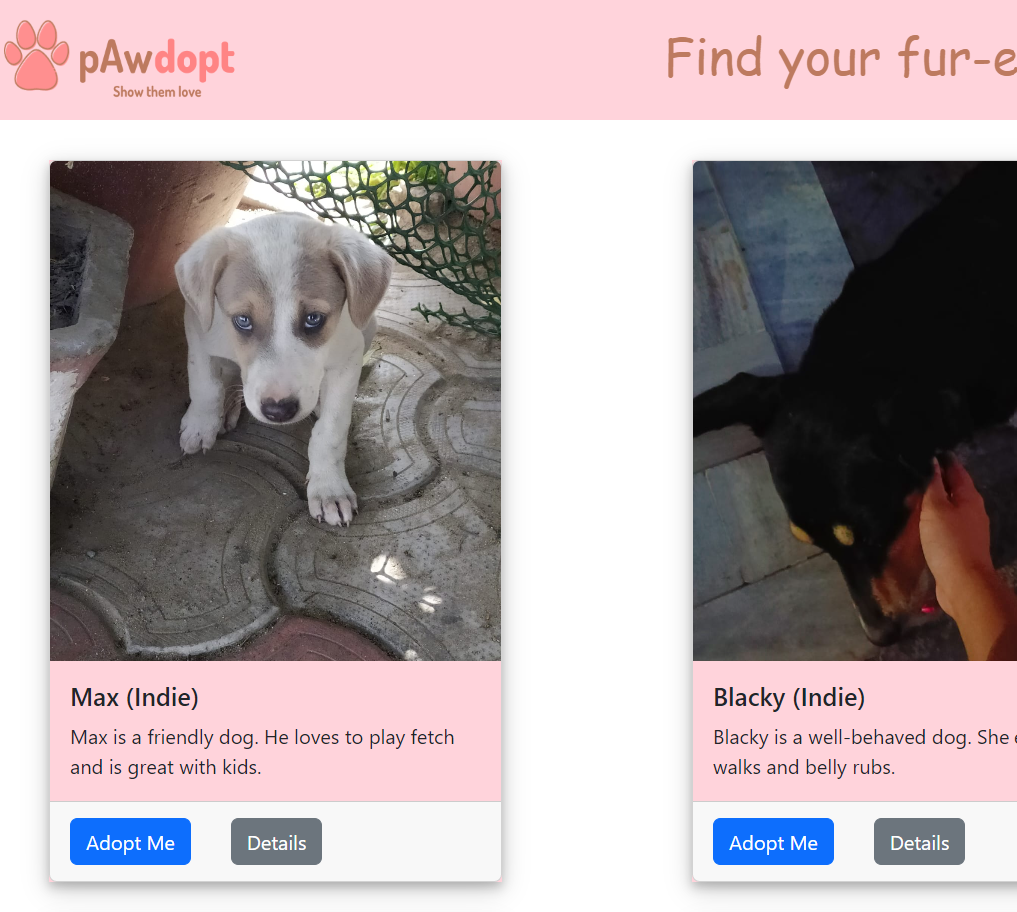 pAwdopt
Show them love
Find your fur-e
Max (Indie)
Max is a friendly dog. He loves to play fetch
and is great with kids.
Adopt Me
Details
Blacky (Indie)
Blacky is a well-behaved dog. She
walks and belly rubs.
Adopt Me
Details